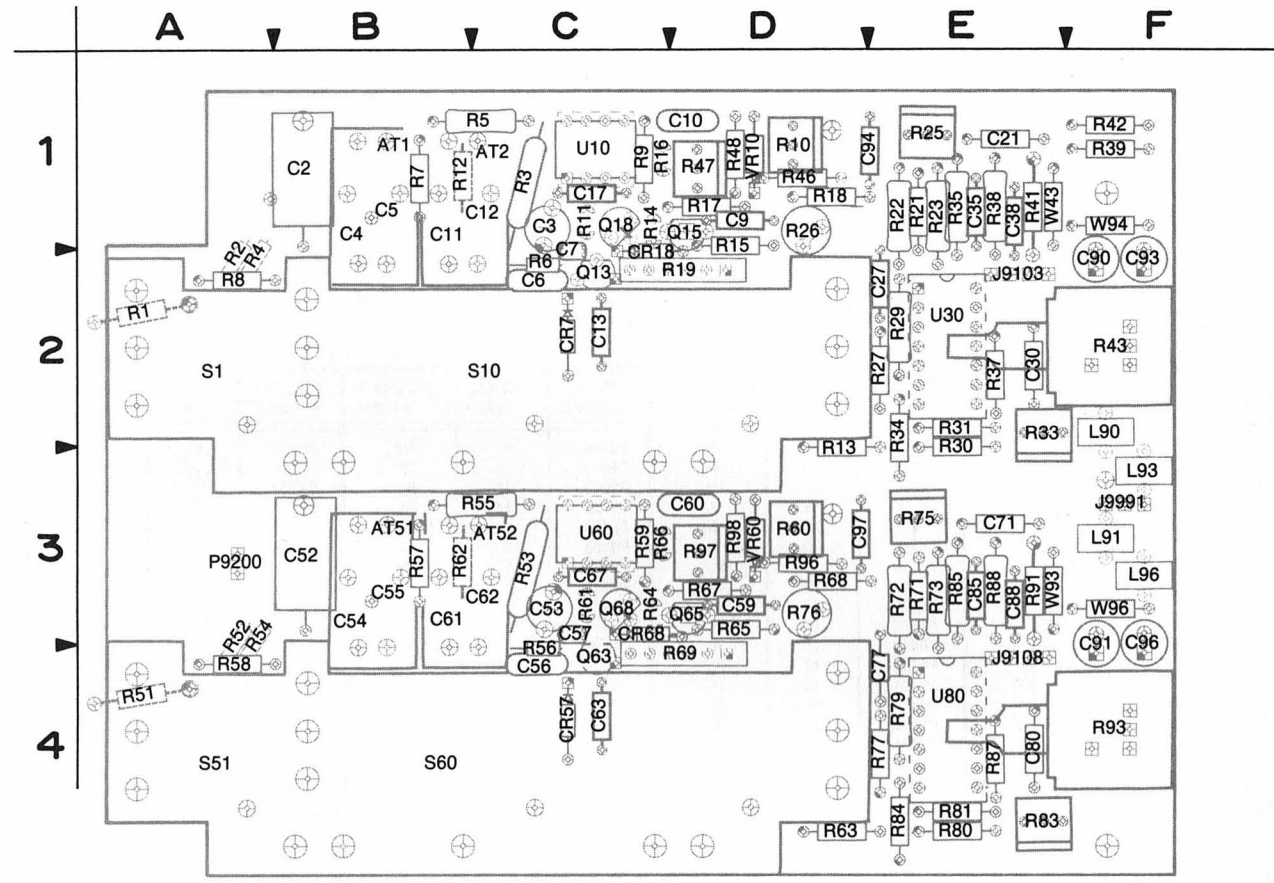 A B C D E F
1
R5 C10 R25 C21 R42
AT1 AT2 U10 R9 R16 R47 R48 VR10 R10 C94 R39
C2 R7 R12 R3
C17 R46
R17 R18
C5 C12 R11 R14 C9 R22 R21 R23 R35 C35 R38 C38 R41 W43
C4 C11 C3 Q18 Q15 R26 W94
R2 R4 C7 CR18 R15 C90 C93
R8 R6 Q13 R19 C27 J9103
C6
2
R1 CR7 C13 R29 U30
S1 S10 R27 R37 C30 R43
R34 R31 R33 L90
R13 R30
L93
3
R55 C60 R75 C71 J9991
AT51 AT52 U60 R59 R66 R97 R98 VR60 R60 C97 L91
P9200 C52 R57 R62 R53
C67 R96
R67 R68 L96
C55 C62 R61 R64 C59 R72 R71 R73 R85 C85 R88 C88 R91 W93
C54 C61 C53 Q68 Q65 R76 W96
R52 R54 C57 CR68 R65 C91 C96
R58 R56 Q63 R69 C77 J9108
C56
4
R51 CR57 C63 R79 U80
S51 S60 R77 R87 C80 R93
R84 R81 R83
R63 R80